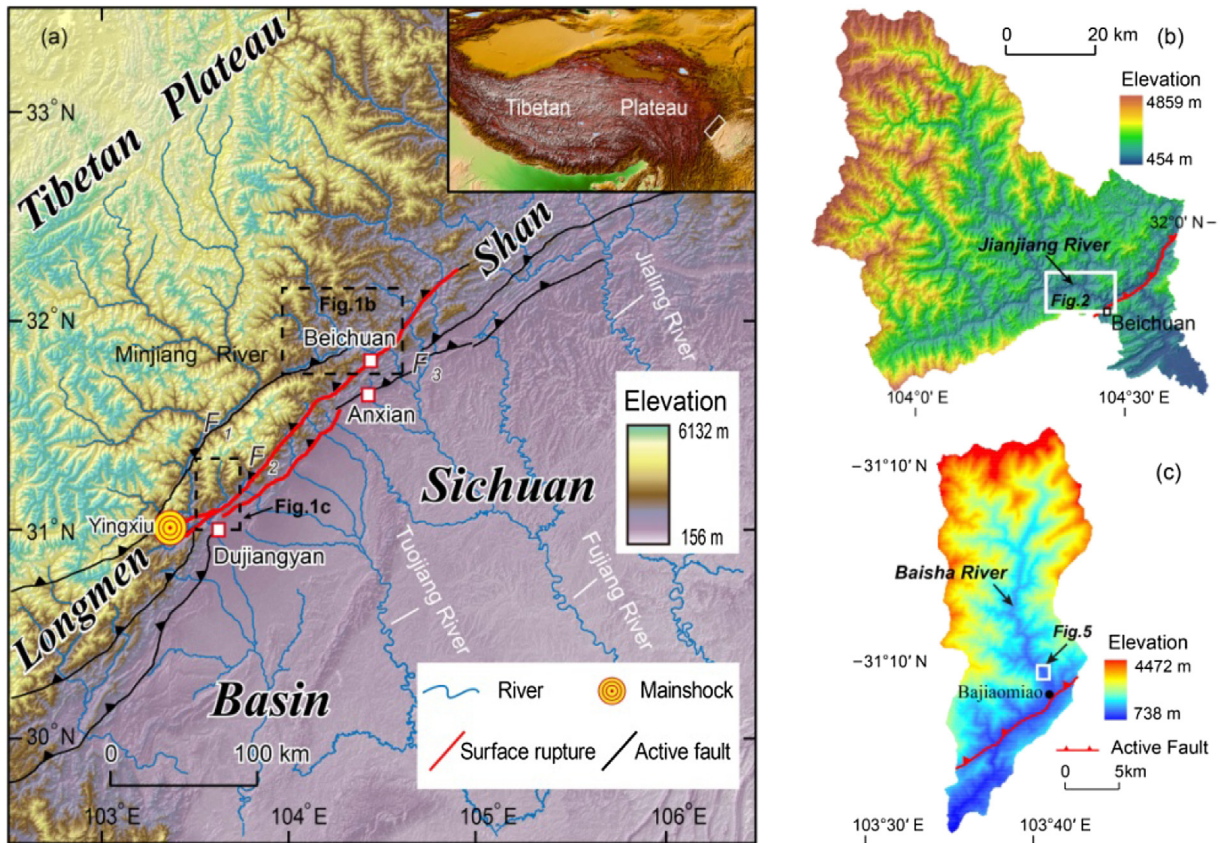 (a)
Tibetan Plateau
33°N
Tibetan Plateau
Shan
Jialing River
Fig.1b
32°N
Beichuan
Minjiang River
F3
Anxian
Elevation
6132 m
156 m
F1
F2
Sichuan
Fig.1c
31°N
Yingxiu
Dujiangyan
Tuojiang River
Fujiang River
Longmen
Basin
River
Mainshock
Surface rupture
Active fault
30°N
0 100 km
103°E 104°E 105°E 106°E
0 20 km
(b)
Elevation
4859 m
454 m
32°0' N
Jianjiang River
Fig.2
Beichuan
104°0' 104°30' E
31°10' N
(c)
Baisha River
Fig.5
31°10' N
Elevation
4472 m
738 m
Bajiaomiao
Active Fault
0 5km
103°30' E 103°40' E